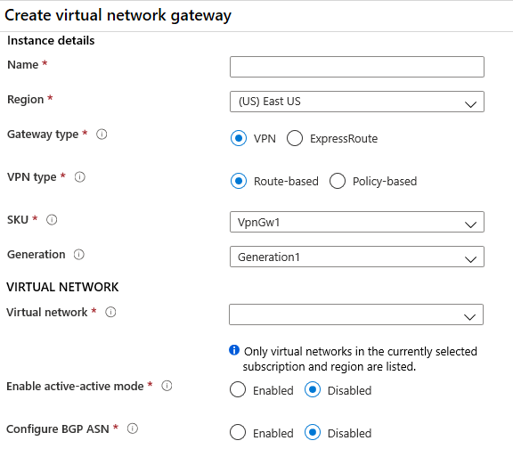 Create virtual network gateway
Instance details
Name *
Region * (US) East US
Gateway type * VPN ExpressRoute
VPN type * Route-based Policy-based
SKU * VpnGw1
Generation Generation1
VIRTUAL NETWORK
Virtual network *
Only virtual networks in the currently selected
subscription and region are listed.
Enable active-active mode * Enabled Disabled
Configure BGP ASN * Enabled Disabled